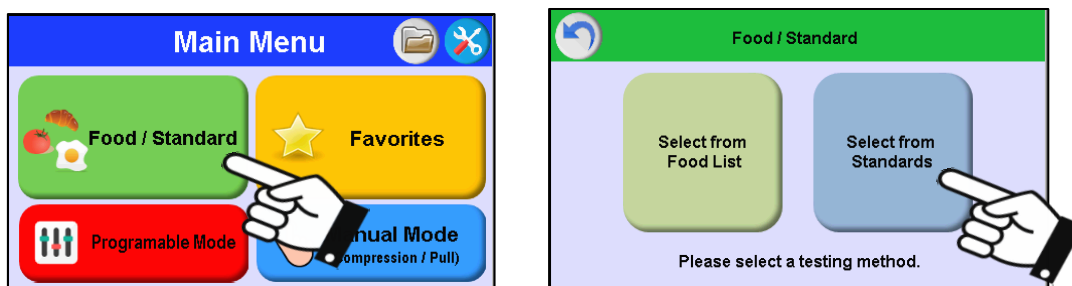 Main Menu
Food / Standard
Favorites
Programable Mode
nual Mode
ompression / Pull)
Food / Standard
Select from
Food List
Select from
Standards
Please select a testing method.